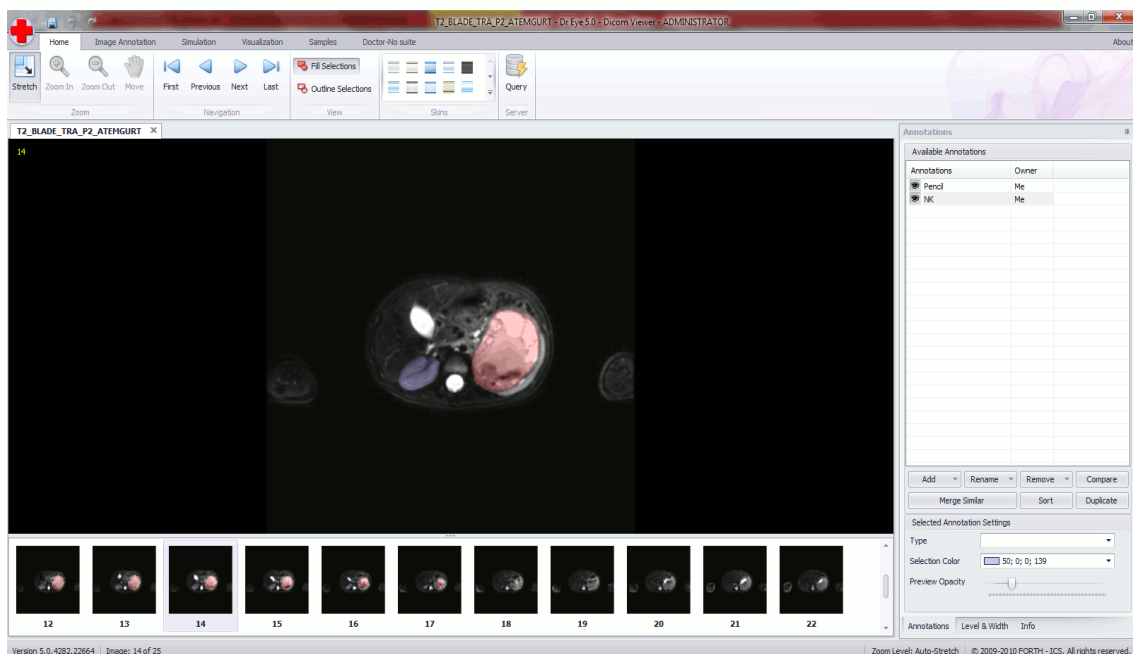 T2_BLADE_TRA_P2_ATEMGURT - Dr Eye 5.0 - Dicom Viewer - ADMINISTRATOR
Home Image Annotation Simulation Visualization Samples Doctor-No suite About
Stretch Zoom In Zoom Out Move First Previous Next Last Fill Selections Outline Selections Query
Zoom Navigation View Skins Server
T2_BLADE_TRA_P2_ATEMGURT
14
Annotations
Available Annotations
Annotations Owner
Pencil Me
NK Me
Add Rename Remove Compare
Merge Similar Sort Duplicate
Selected Annotation Settings
Type
Selection Color 50; 0; 0; 139
Preview Opacity
12 13 14 15 16 17 18 19 20 21 22
Annotations Level & Width Info
Version 5.0.4282.22664 Image: 14 of 25 Zoom Level: Auto-Stretch © 2009-2010 FORTH - ICS. All rights reserved.